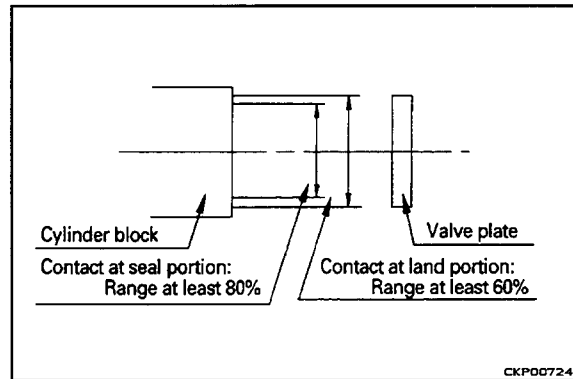 Cylinder block
Valve plate
Contact at seal portion:
Range at least 80%
Contact at land portion:
Range at least 60%
CKP00724